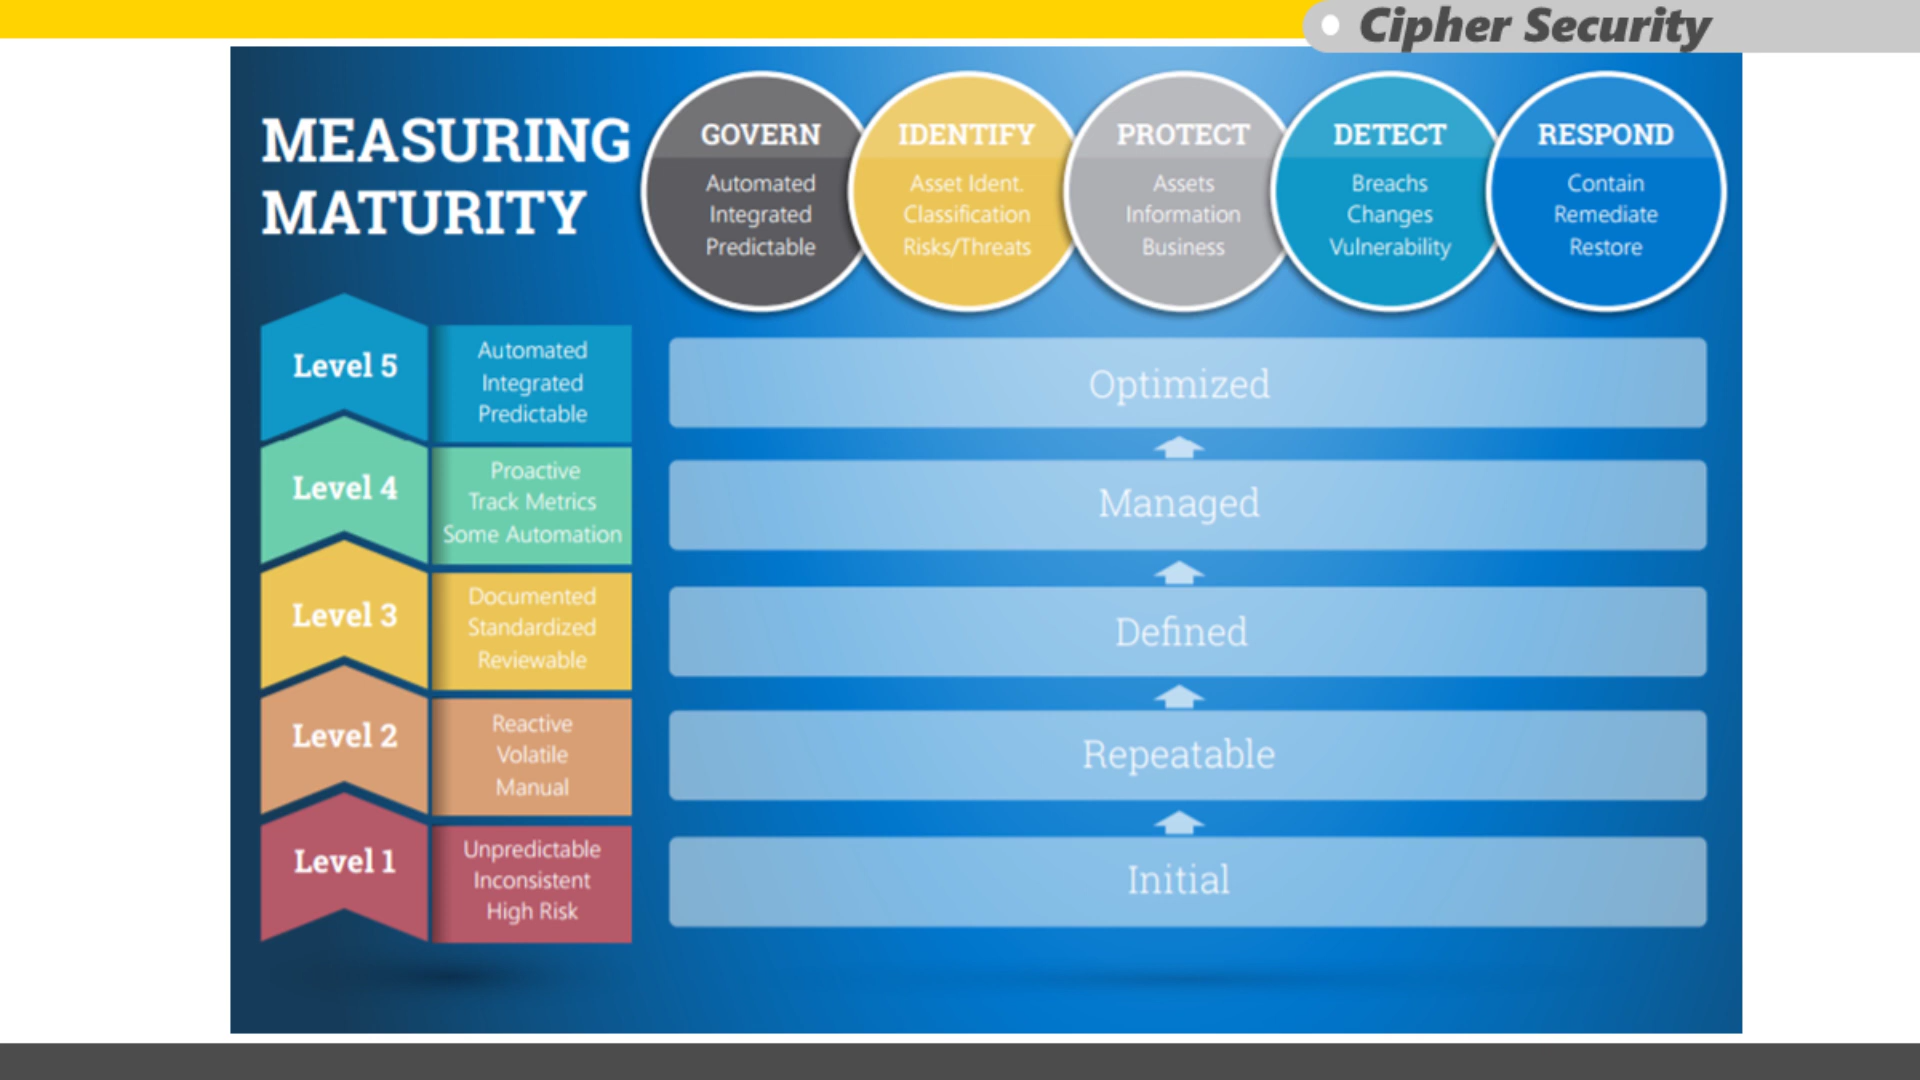 Cipher Security
MEASURING
MATURITY
GOVERN
Automated
Integrated
Predictable
IDENTIFY
Asset Ident.
Classification
Risks/Threats
PROTECT
Assets
Information
Business
DETECT
Breachs
Changes
Vulnerability
RESPOND
Contain
Remediate
Restore
Level 5
Automated
Integrated
Predictable
Optimized
Level 4
Proactive
Track Metrics
Some Automation
Managed
Level 3
Documented
Standardized
Reviewable
Defined
Level 2
Reactive
Volatile
Manual
Repeatable
Level 1
Unpredictable
Inconsistent
High Risk
Initial